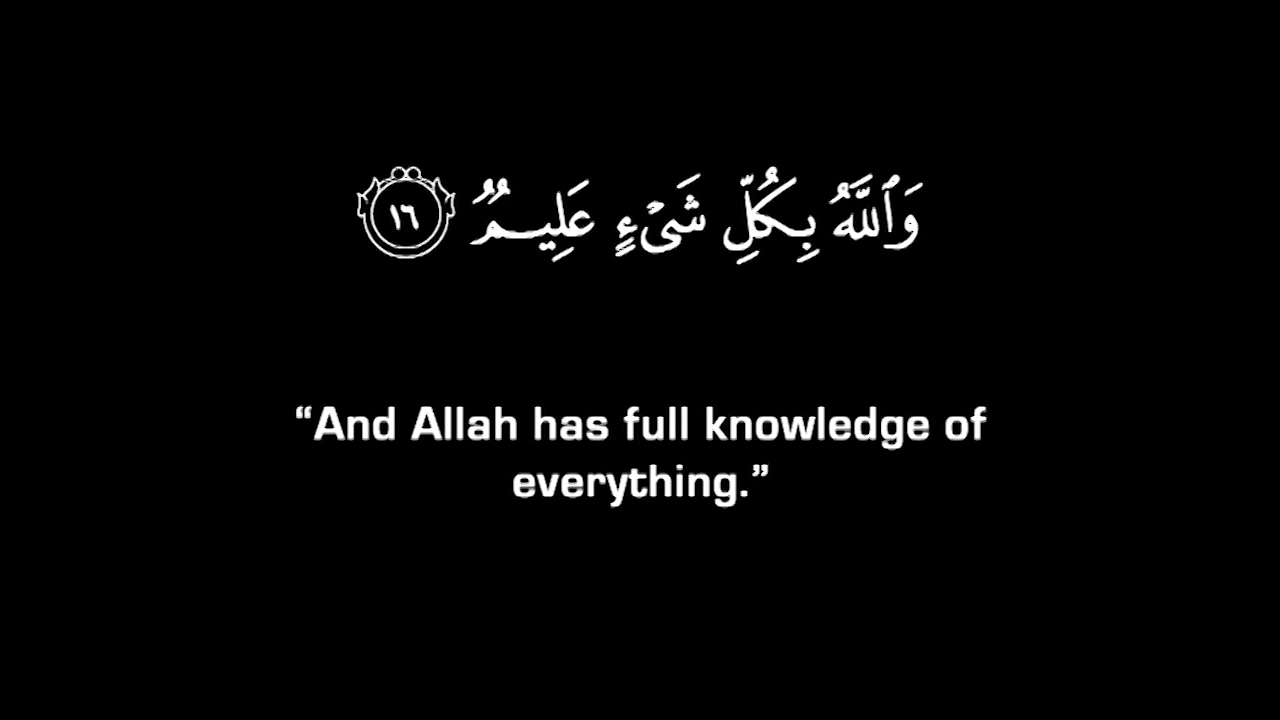 وَٱللَّهُ بِكُلِّ شَىْءٍ عَلِيمٌ ١٦
“And Allah has full knowledge of
everything.”